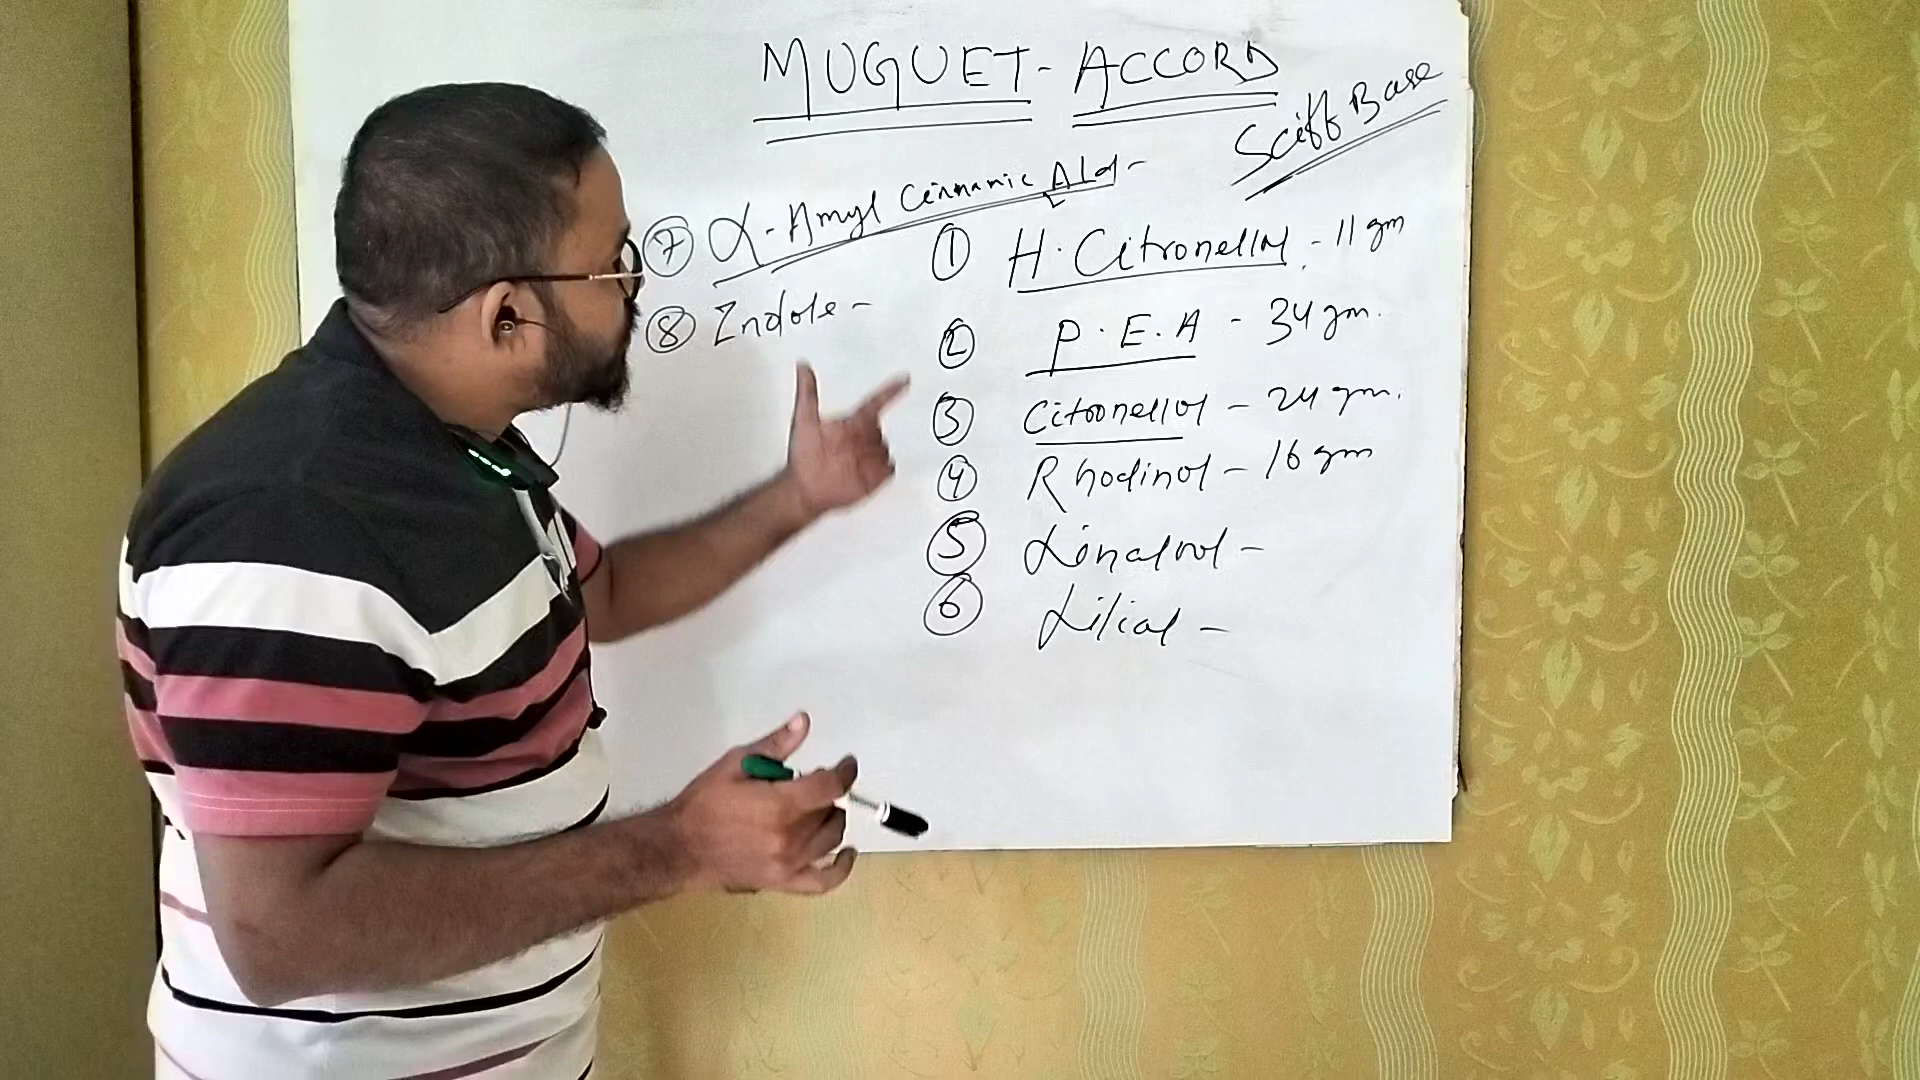 MUGUET - ACCORD
Sciff Base
⑦ α-Amyl Cinnamic Ald -
⑧ Indole -
① H. Citronellal - 11 gm
② P.E.A - 34 gm.
③ Citronellol - 24 gm.
④ Rhodinol - 16 gm
⑤ Linalool -
⑥ Lilial -